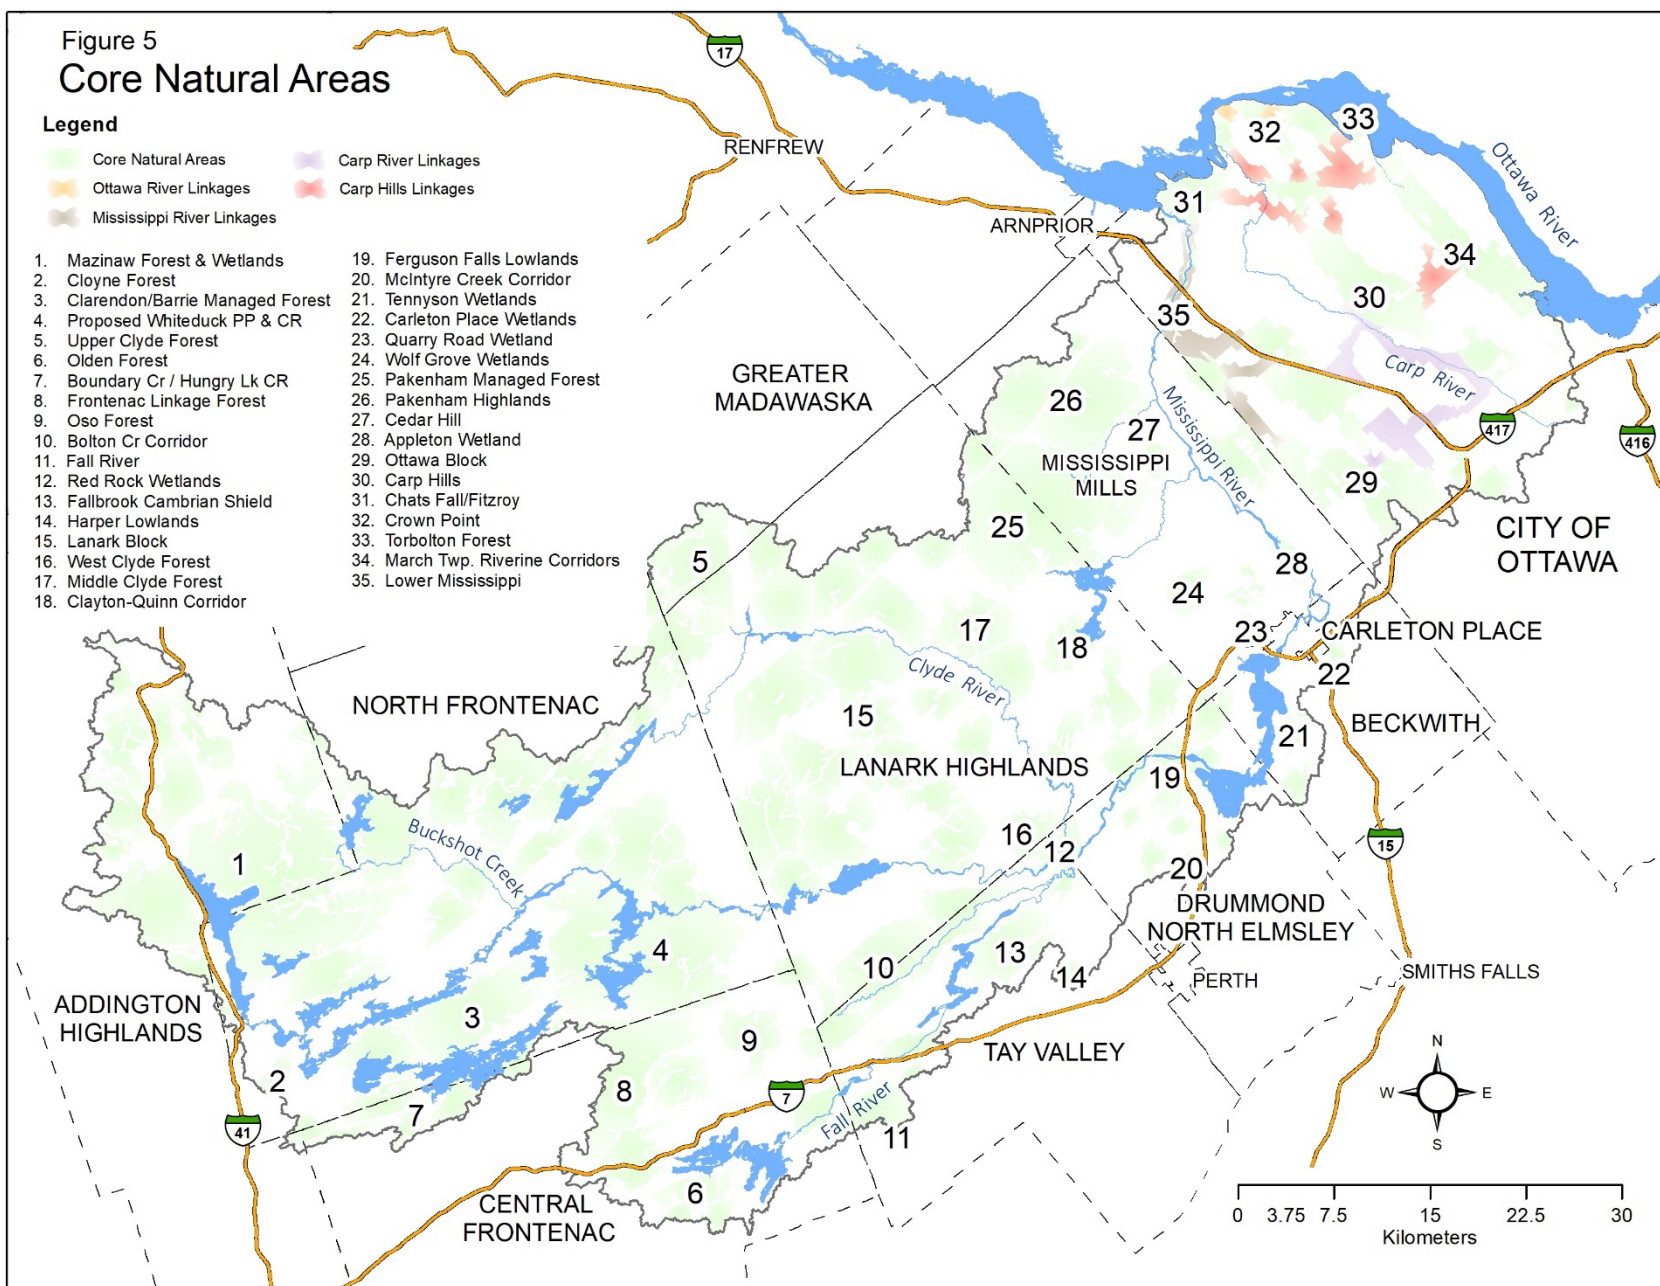 Figure 5
Core Natural Areas
Legend
Core Natural Areas
Ottawa River Linkages
Mississippi River Linkages
Carp River Linkages
Carp Hills Linkages
1. Mazinaw Forest & Wetlands
2. Cloyne Forest
3. Clarendon/Barrie Managed Forest
4. Proposed Whiteduck PP & CR
5. Upper Clyde Forest
6. Olden Forest
7. Boundary Cr / Hungry Lk CR
8. Frontenac Linkage Forest
9. Oso Forest
10. Bolton Cr Corridor
11. Fall River
12. Red Rock Wetlands
13. Fallbrook Cambrian Shield
14. Harper Lowlands
15. Lanark Block
16. West Clyde Forest
17. Middle Clyde Forest
18. Clayton-Quinn Corridor
19. Ferguson Falls Lowlands
20. McIntyre Creek Corridor
21. Tennyson Wetlands
22. Carleton Place Wetlands
23. Quarry Road Wetland
24. Wolf Grove Wetlands
25. Pakenham Managed Forest
26. Pakenham Highlands
27. Cedar Hill
28. Appleton Wetland
29. Ottawa Block
30. Carp Hills
31. Chats Fall/Fitzroy
32. Crown Point
33. Torbolton Forest
34. March Twp. Riverine Corridors
35. Lower Mississippi
17
RENFREW
32
33
Ottawa River
31
ARNPRIOR
34
30
35
GREATER
MADAWASKA
Carp River
26
Mississippi River
27
417
416
MISSISSIPPI
MILLS
29
25
CITY OF
OTTAWA
5
28
24
17
23
CARLETON PLACE
18
22
Clyde River
NORTH FRONTENAC
15
BECKWITH
21
LANARK HIGHLANDS
19
Buckshot Creek
16
15
12
1
20
DRUMMOND
NORTH ELMSLEY
4
13
10
14
PERTH
SMITHS FALLS
ADDINGTON
HIGHLANDS
3
9
TAY VALLEY
N
W
E
S
2
8
7
7
Fall River
41
11
6
CENTRAL
FRONTENAC
0 3.75 7.5 15 22.5 30
Kilometers